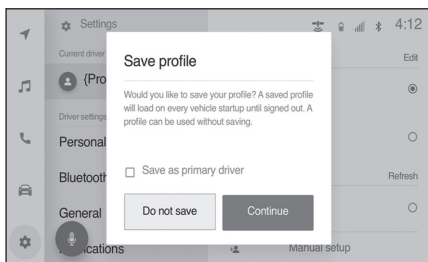 Settings
4:12
Current driver
Edit
{Pro
Save profile
Would you like to save your profile? A saved profile
will load on every vehicle startup until signed out. A
profile can be used without saving.
Save as primary driver
Do not save
Continue
Driver settings
Personal
Bluetooth
Refresh
General
ications
Manual setup